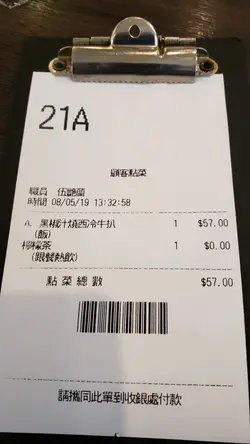 21A
顧客點菜
職員 伍艷蘭
時間 08/05/19 13:32:58
A. 黑椒汁燒西冷牛扒 1 $57.00
(飯)
檸檬茶 1 $0.00
(跟餐熱飲)
點菜總數 $57.00
請攜同此單到收銀處付款